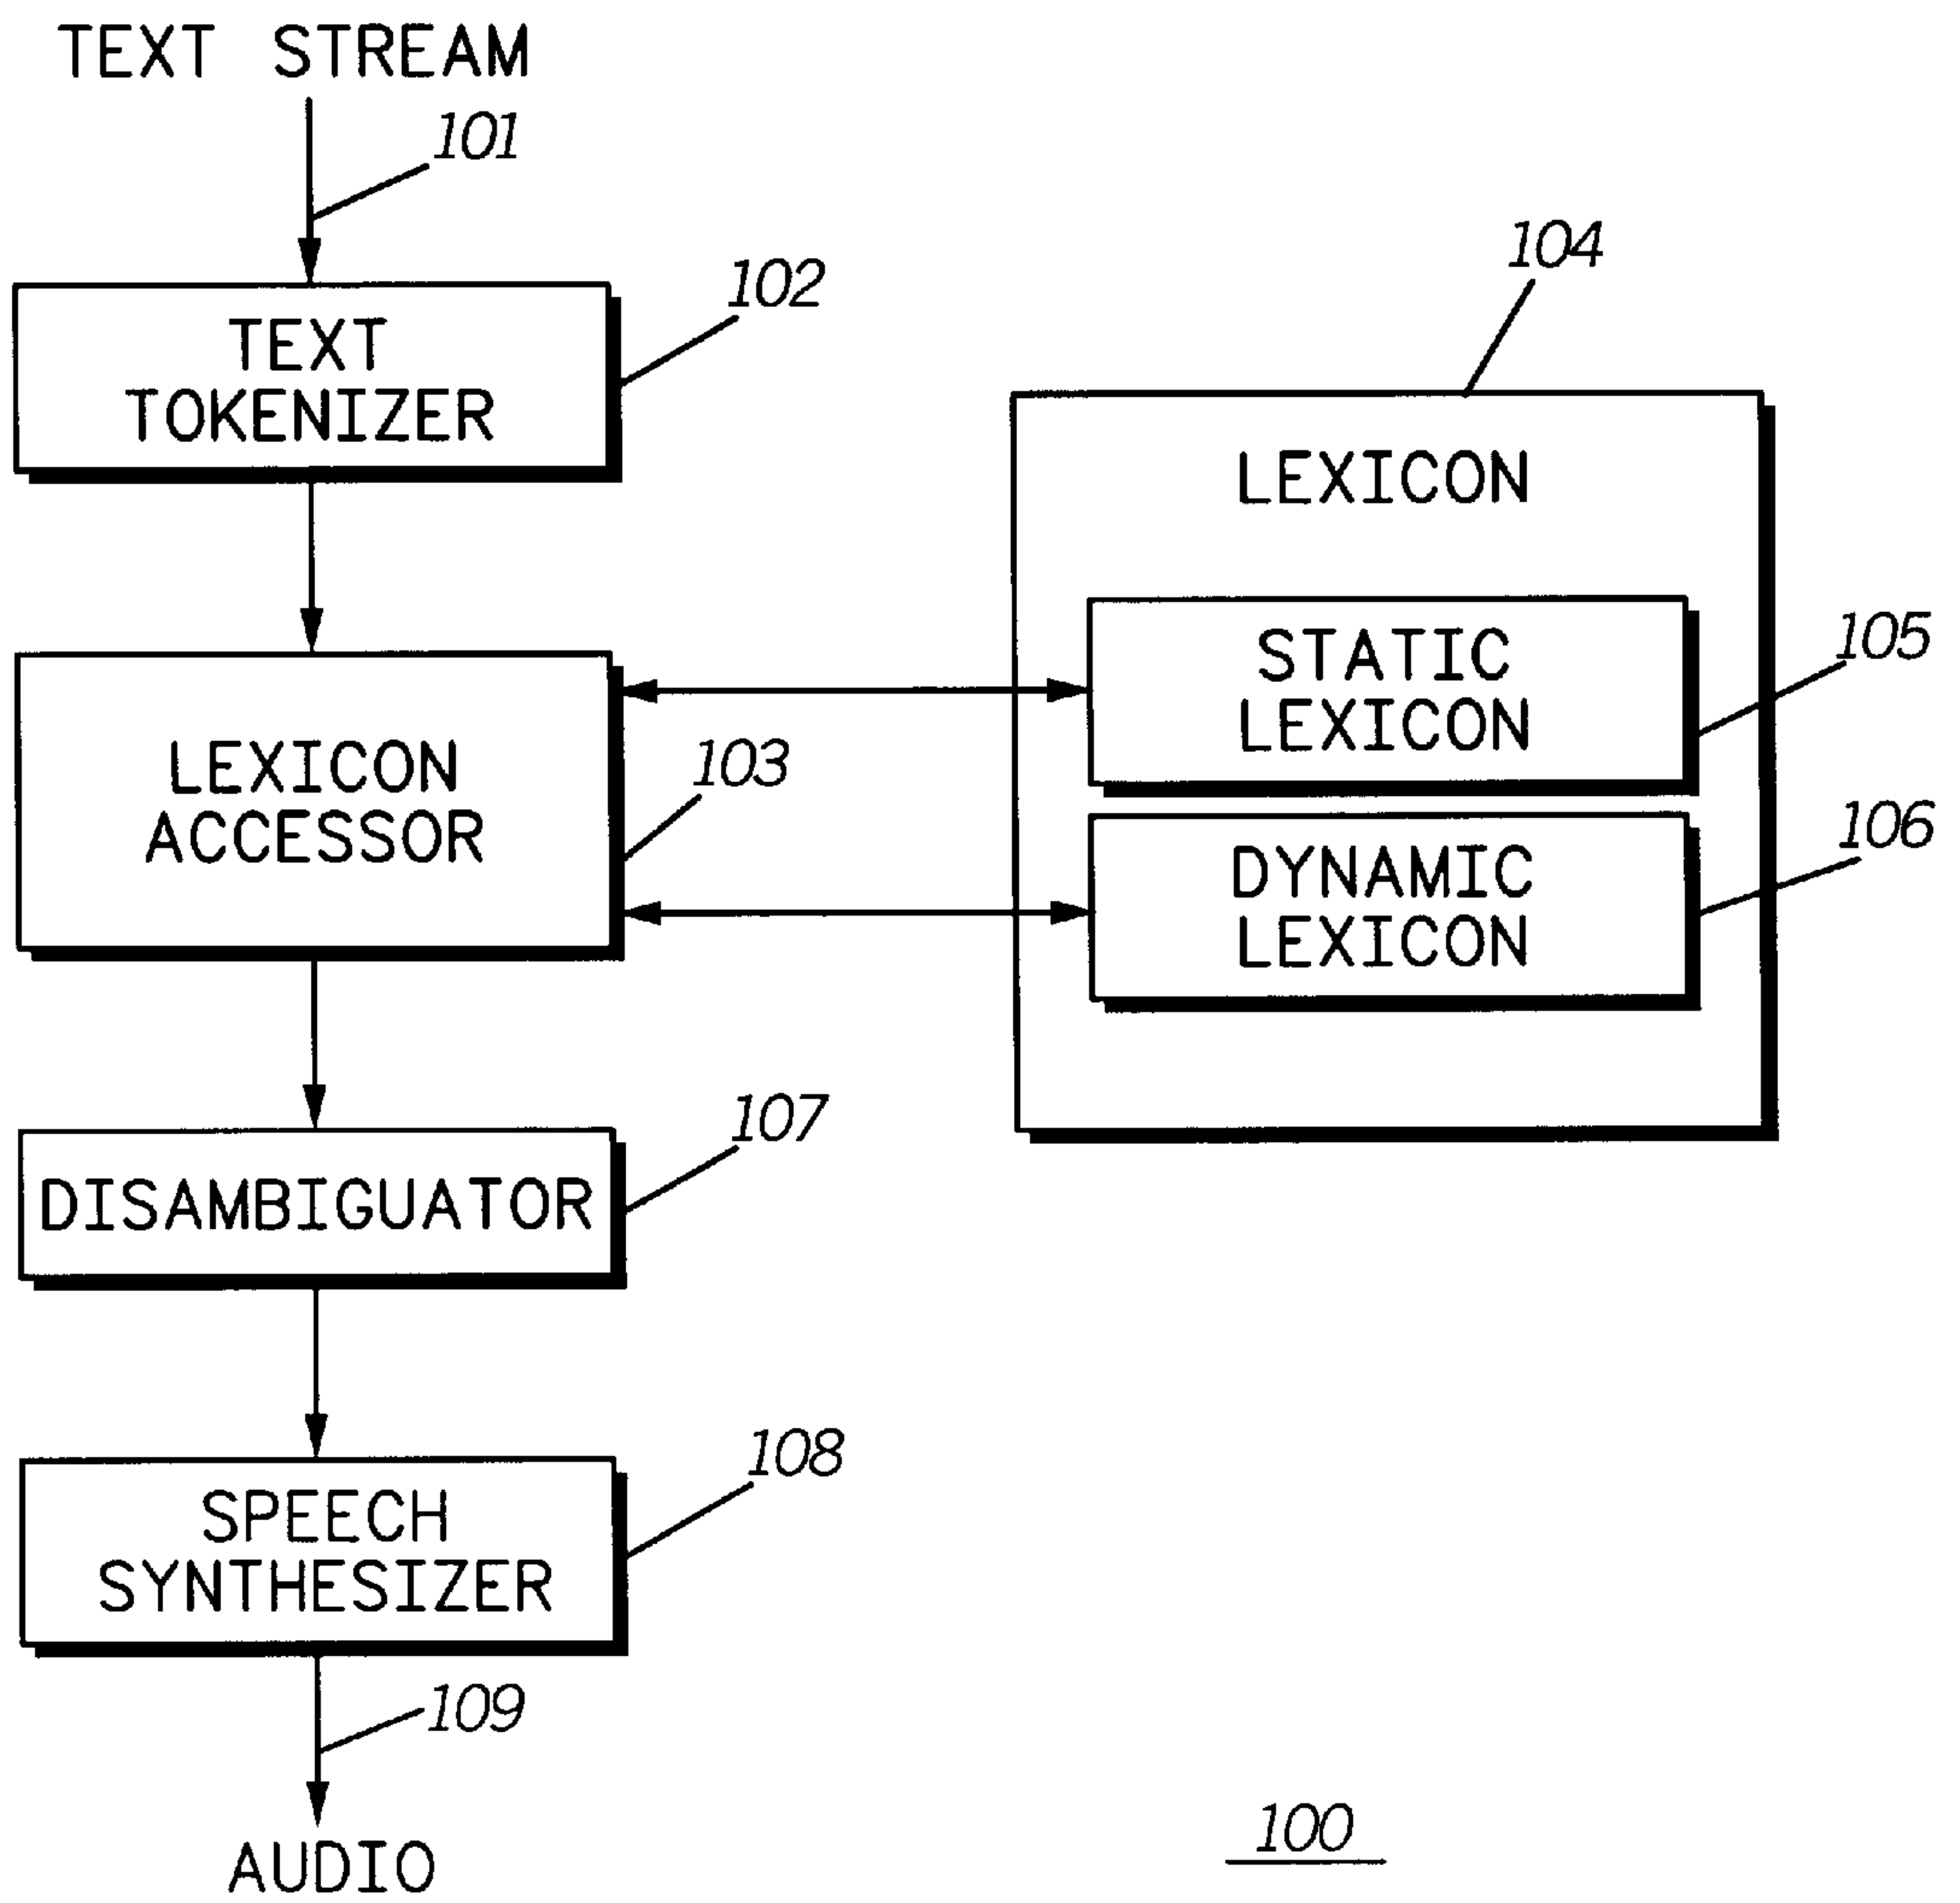 TEXT STREAM
101
102
TEXT
TOKENIZER
104
LEXICON
STATIC
LEXICON
105
LEXICON
ACCESSOR
103
DYNAMIC
LEXICON
106
107
DISAMBIGUATOR
108
SPEECH
SYNTHESIZER
109
AUDIO
100